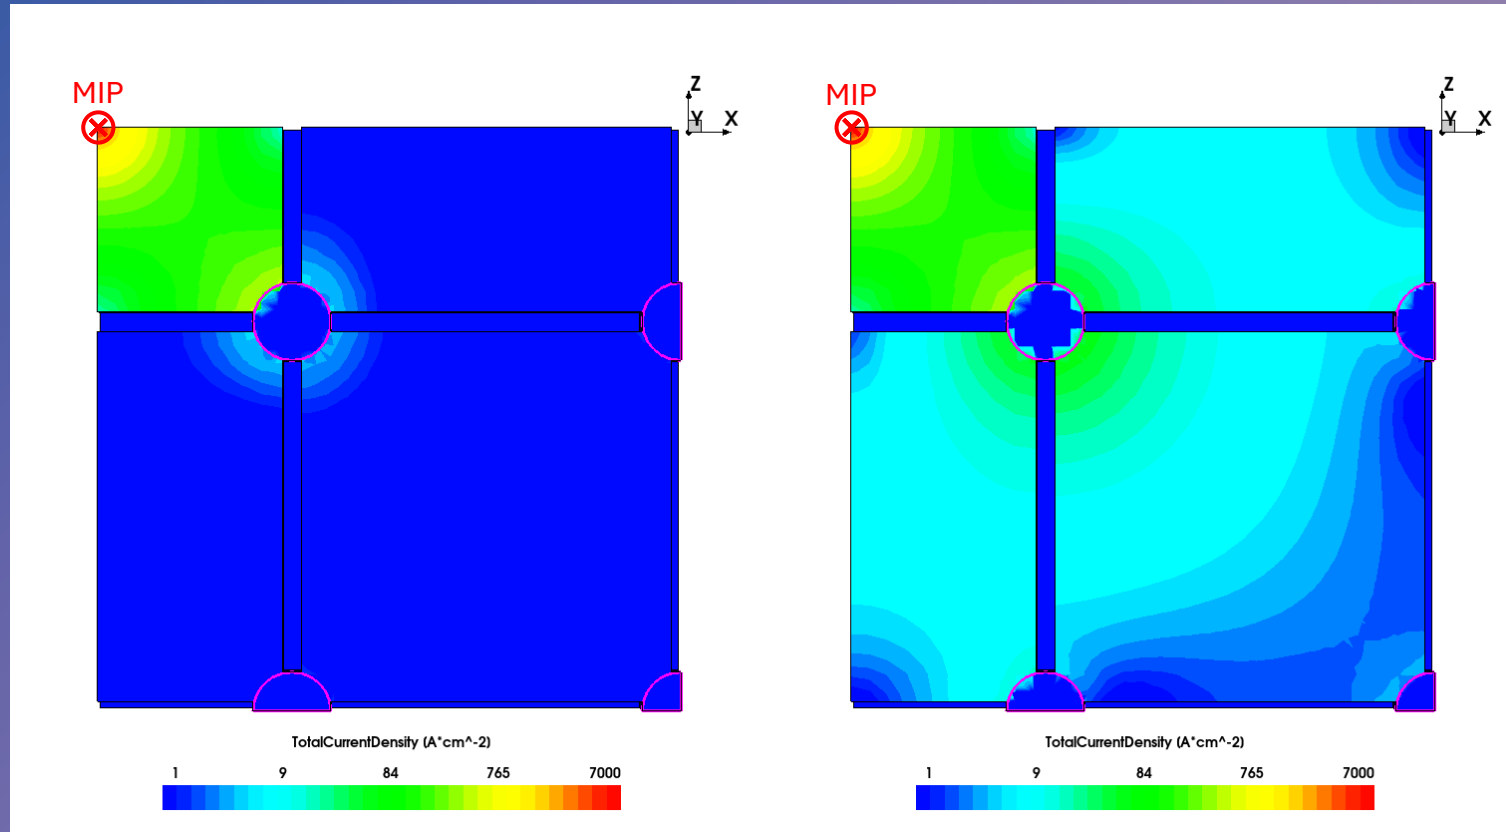 MIP
Z
Y X
TotalCurrentDensity (A*cm^-2)
1 9 84 765 7000
MIP
Z
Y X
TotalCurrentDensity (A*cm^-2)
1 9 84 765 7000